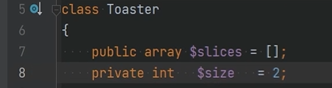 5 class Toaster
6 {
7 public array $slices = [];
8 private int $size = 2;